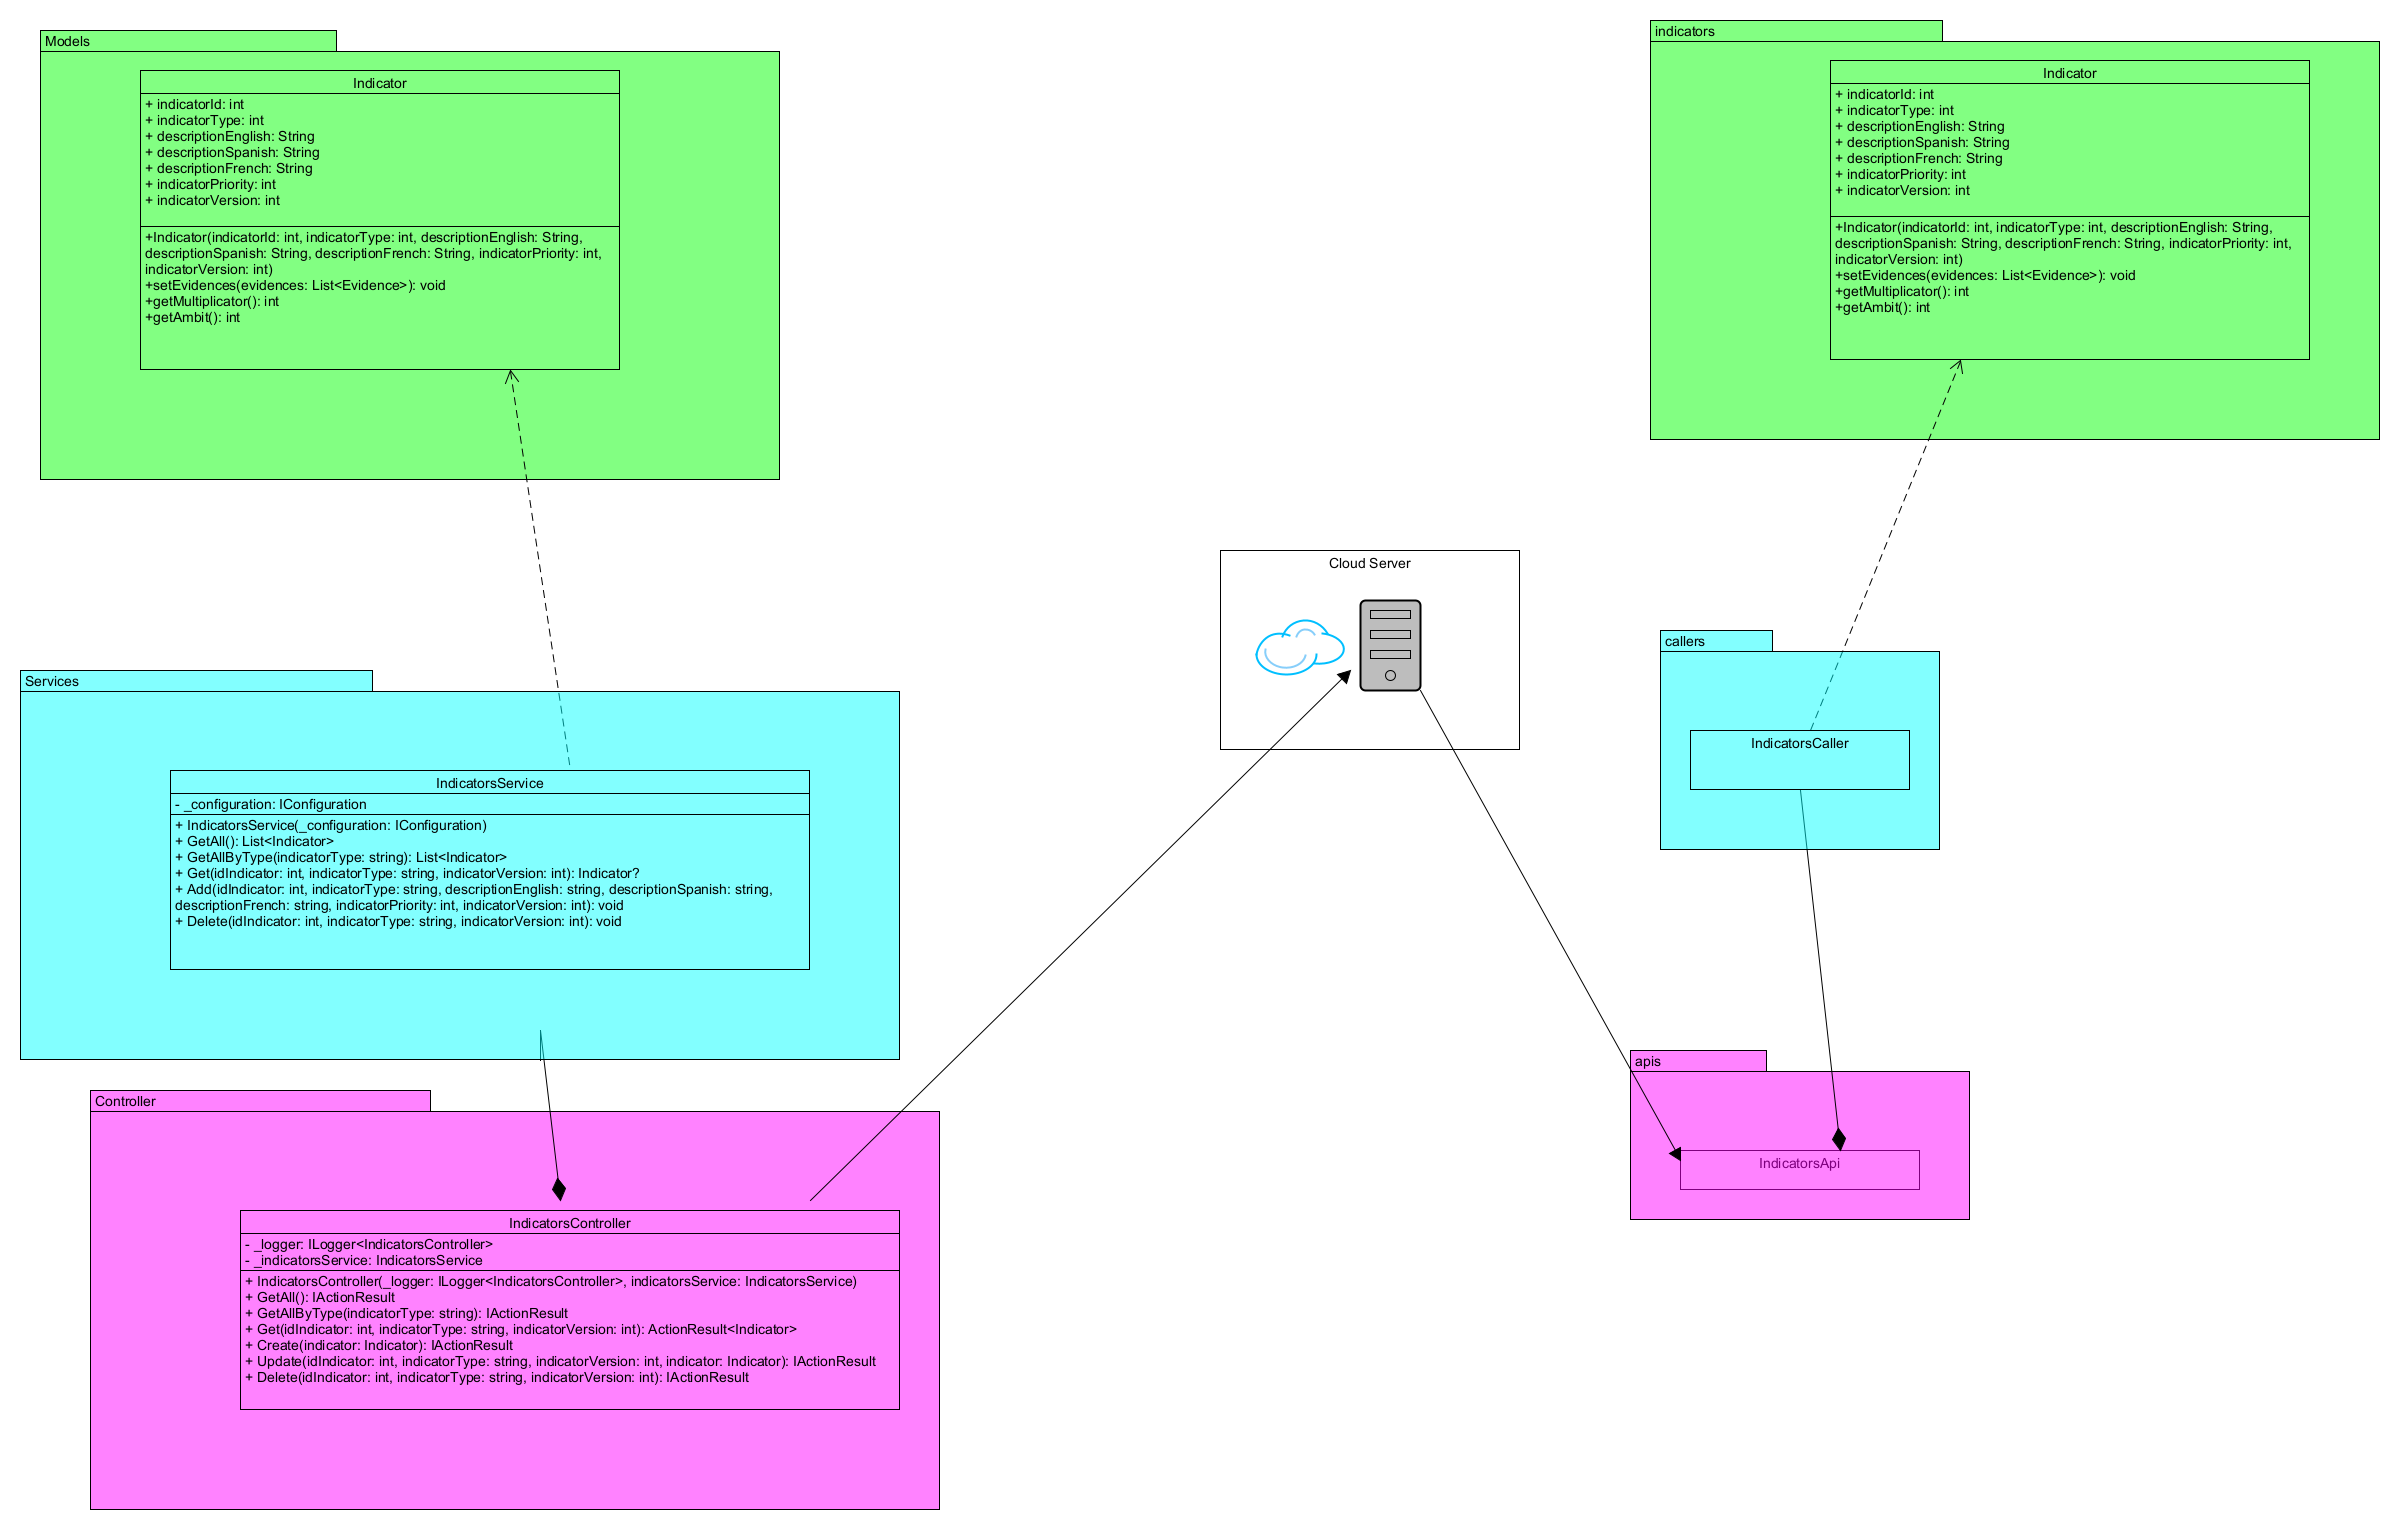 Models
Indicator
+ indicatorId: int
+ indicatorType: int
+ descriptionEnglish: String
+ descriptionSpanish: String
+ descriptionFrench: String
+ indicatorPriority: int
+ indicatorVersion: int
+Indicator(indicatorId: int, indicatorType: int, descriptionEnglish: String,
descriptionSpanish: String, descriptionFrench: String, indicatorPriority: int,
indicatorVersion: int)
+setEvidences(evidences: List<Evidence>): void
+getMultiplicator(): int
+getAmbit(): int
indicators
Indicator
+ indicatorId: int
+ indicatorType: int
+ descriptionEnglish: String
+ descriptionSpanish: String
+ descriptionFrench: String
+ indicatorPriority: int
+ indicatorVersion: int
+Indicator(indicatorId: int, indicatorType: int, descriptionEnglish: String,
descriptionSpanish: String, descriptionFrench: String, indicatorPriority: int,
indicatorVersion: int)
+setEvidences(evidences: List<Evidence>): void
+getMultiplicator(): int
+getAmbit(): int
Cloud Server
callers
IndicatorsCaller
Services
IndicatorsService
- _configuration: IConfiguration
+ IndicatorsService(_configuration: IConfiguration)
+ GetAll(): List<Indicator>
+ GetAllByType(indicatorType: string): List<Indicator>
+ Get(idIndicator: int, indicatorType: string, indicatorVersion: int): Indicator?
+ Add(idIndicator: int, indicatorType: string, descriptionEnglish: string, descriptionSpanish: string,
descriptionFrench: string, indicatorPriority: int, indicatorVersion: int): void
+ Delete(idIndicator: int, indicatorType: string, indicatorVersion: int): void
apis
IndicatorsApi
Controller
IndicatorsController
- _logger: ILogger<IndicatorsController>
- _indicatorsService: IndicatorsService
+ IndicatorsController(_logger: ILogger<IndicatorsController>, indicatorsService: IndicatorsService)
+ GetAll(): IActionResult
+ GetAllByType(indicatorType: string): IActionResult
+ Get(idIndicator: int, indicatorType: string, indicatorVersion: int): ActionResult<Indicator>
+ Create(indicator: Indicator): IActionResult
+ Update(idIndicator: int, indicatorType: string, indicatorVersion: int, indicator: Indicator): IActionResult
+ Delete(idIndicator: int, indicatorType: string, indicatorVersion: int): IActionResult